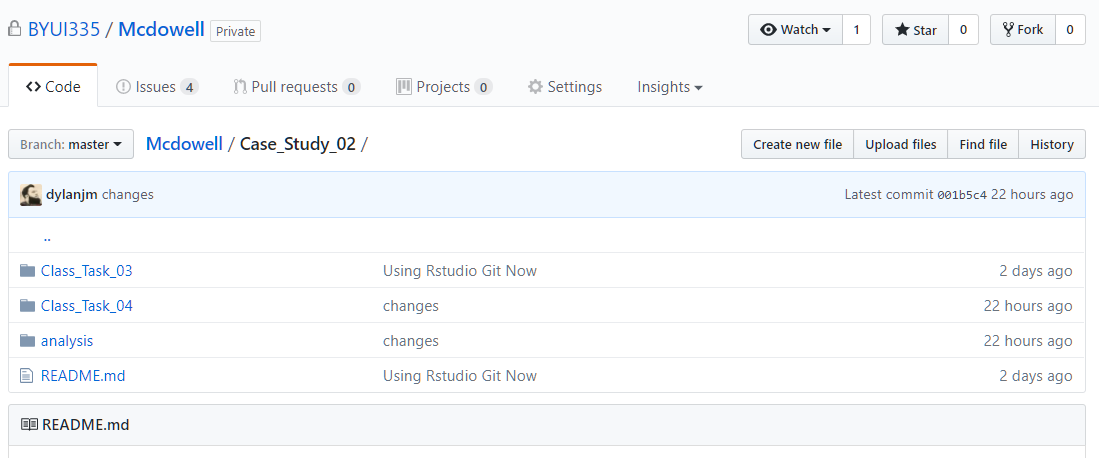 BYUI335 / Mcdowell Private Watch 1 Star 0 Fork 0
Code Issues 4 Pull requests 0 Projects 0 Settings Insights
Branch: master Mcdowell / Case_Study_02 / Create new file Upload files Find file History
dylanjm changes Latest commit 001b5c4 22 hours ago
..
Class_Task_03 Using Rstudio Git Now 2 days ago
Class_Task_04 changes 22 hours ago
analysis changes 22 hours ago
README.md Using Rstudio Git Now 2 days ago
README.md